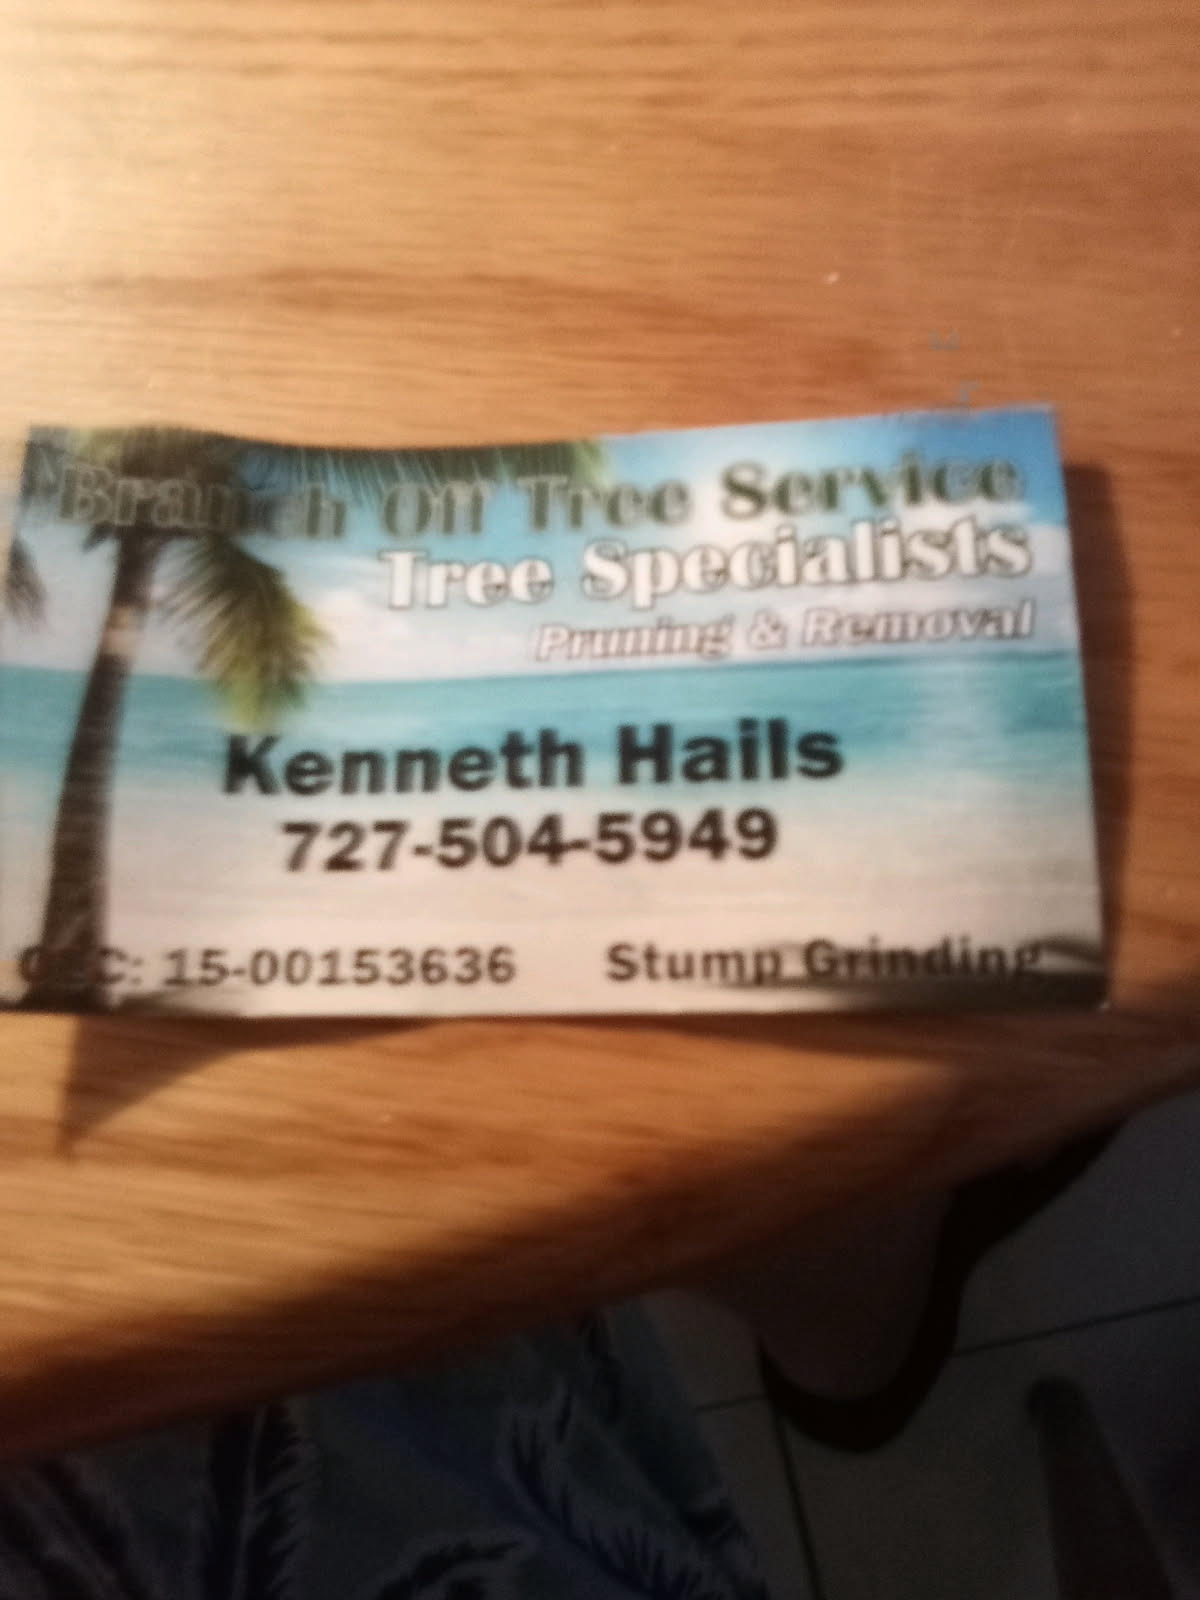 Branch Off Tree Service
Tree Specialists
Pruning & Removal
Kenneth Hails
727-504-5949
15-00153636 Stump Grinding